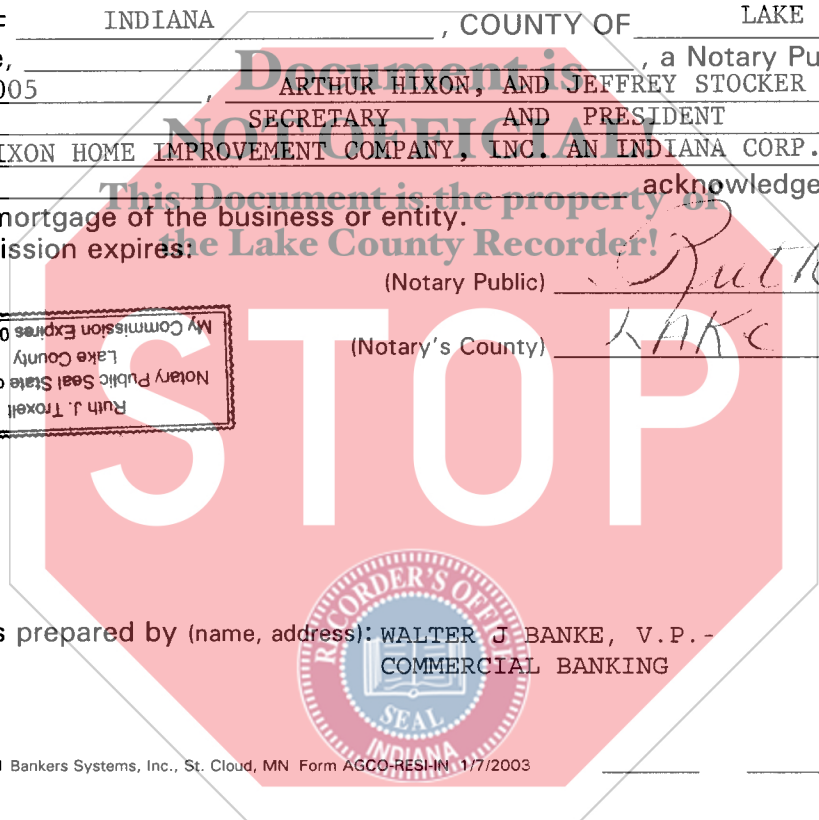 INDIANA , COUNTY OF LAKE
, a Notary Pu
005 , ARTHUR HIXON, AND JEFFREY STOCKER
SECRETARY AND PRESIDENT
IXON HOME IMPROVEMENT COMPANY, INC. AN INDIANA CORP.
acknowledge
mortgage of the business or entity.
ission expires:
Document is
NOT OFFICIAL!
This Document is the property of
the Lake County Recorder!
(Notary Public) Ruth
(Notary's County) LAKE
Ruth J. Troxell
Notary Public Seal State o
Lake County
My Commission Expires 0
STOP
s prepared by (name, address): WALTER J BANKE, V.P.-
COMMERCIAL BANKING
RECORDER'S OFFICE
SEAL
INDIANA
Bankers Systems, Inc., St. Cloud, MN Form AGCO-RESI-IN 1/7/2003